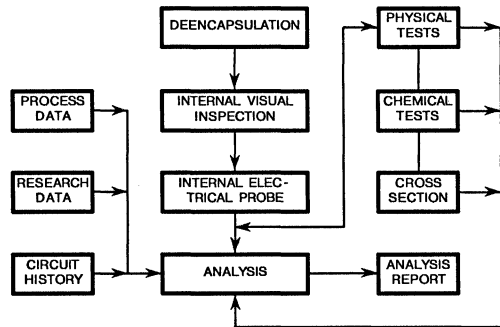 DEENCAPSULATION
PHYSICAL
TESTS
PROCESS
DATA
INTERNAL VISUAL
INSPECTION
CHEMICAL
TESTS
RESEARCH
DATA
INTERNAL ELEC-
TRICAL PROBE
CROSS
SECTION
CIRCUIT
HISTORY
ANALYSIS
ANALYSIS
REPORT